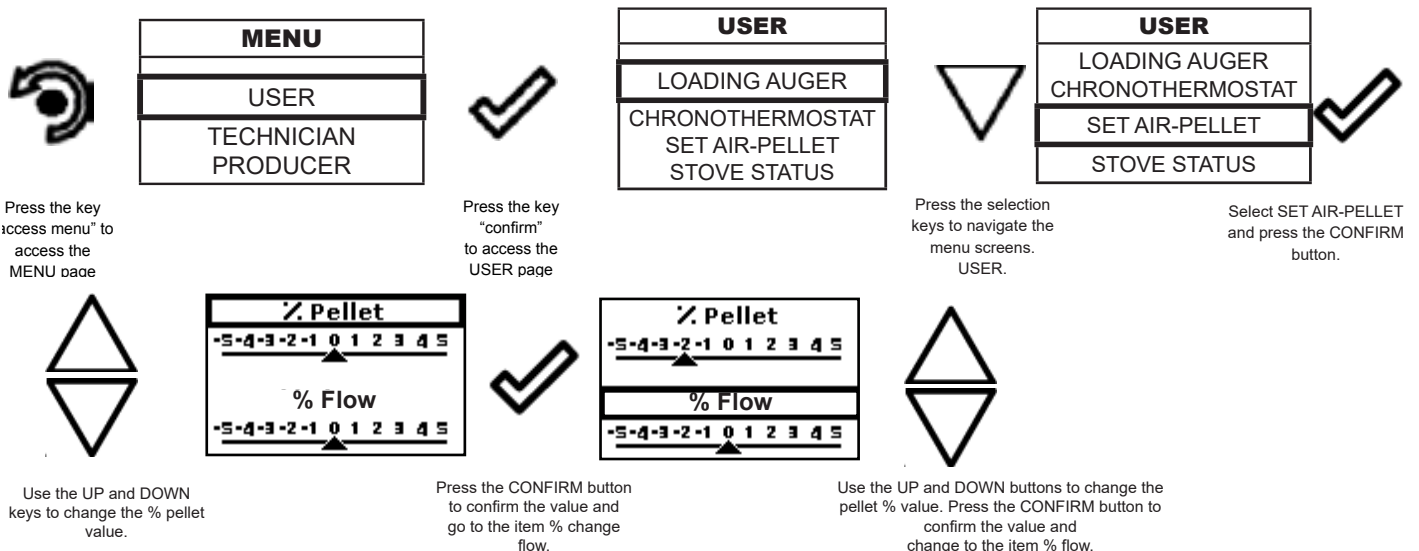 MENU
USER
TECHNICIAN
PRODUCER
Press the key
access menu” to
access the
MENU page
Press the key
“confirm”
to access the
USER page
USER
LOADING AUGER
CHRONOTHERMOSTAT
SET AIR-PELLET
STOVE STATUS
Press the selection
keys to navigate the
menu screens.
USER.
USER
LOADING AUGER
CHRONOTHERMOSTAT
SET AIR-PELLET
STOVE STATUS
Select SET AIR-PELLET
and press the CONFIRM
button.
Use the UP and DOWN
keys to change the % pellet
value.
% Pellet
-5-4-3-2-1 0 1 2 3 4 5
% Flow
-5-4-3-2-1 0 1 2 3 4 5
Press the CONFIRM button
to confirm the value and
go to the item % change
flow.
% Pellet
-5-4-3-2-1 0 1 2 3 4 5
% Flow
-5-4-3-2-1 0 1 2 3 4 5
Use the UP and DOWN buttons to change the
pellet % value. Press the CONFIRM button to
confirm the value and
change to the item % flow.